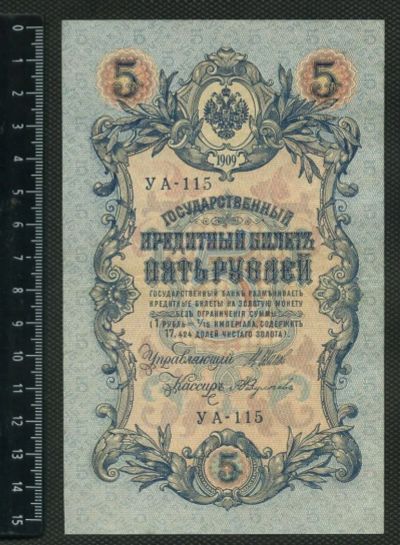 5 5
1909
УА-115
ГОСУДАРСТВЕННЫЙ
КРЕДИТНЫЙ БИЛЕТЪ
ПЯТЬ РУБЛЕЙ
ГОСУДАРСТВЕННЫЙ БАНКЪ РАЗМѢНИВАЕТЪ
КРЕДИТНЫЕ БИЛЕТЫ НА ЗОЛОТУЮ МОНЕТУ
БЕЗЪ ОГРАНИЧЕНІЯ СУММЫ
(1 РУБЛЬ = 1/15 ИМПЕРІАЛА, СОДЕРЖИТЪ
17,424 ДОЛЕЙ ЧИСТАГО ЗОЛОТА).
Управляющій
Кассиръ
УА-115
5
0 1 2 3 4 5 6 7 8 9 10 11 12 13 14 15